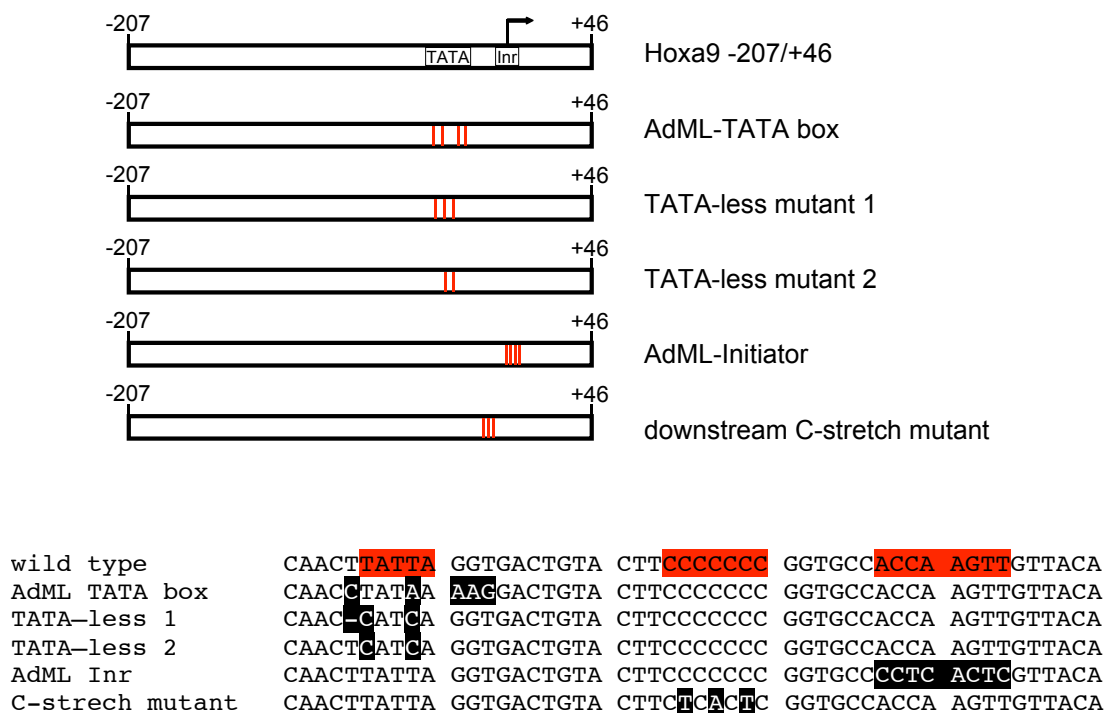 -207 +46
TATA Inr Hoxa9 -207/+46
-207 +46
AdML-TATA box
-207 +46
TATA-less mutant 1
-207 +46
TATA-less mutant 2
-207 +46
AdML-Initiator
-207 +46
downstream C-stretch mutant
wild type CAACTTATTA GGTGACTGTA CTTCCCCCCC GGTGCCACCA AGTTGTTACA
AdML TATA box CAACCTATAA AAGGACTGTA CTTCCCCCCC GGTGCCACCA AGTTGTTACA
TATA—less 1 CAAC-CATCA GGTGACTGTA CTTCCCCCCC GGTGCCACCA AGTTGTTACA
TATA—less 2 CAACTCATCA GGTGACTGTA CTTCCCCCCC GGTGCCACCA AGTTGTTACA
AdML Inr CAACTTATTA GGTGACTGTA CTTCCCCCCC GGTGCCCCTC ACTCGTTACA
C—strech mutant CAACTTATTA GGTGACTGTA CTTCTCACTC GGTGCCACCA AGTTGTTACA